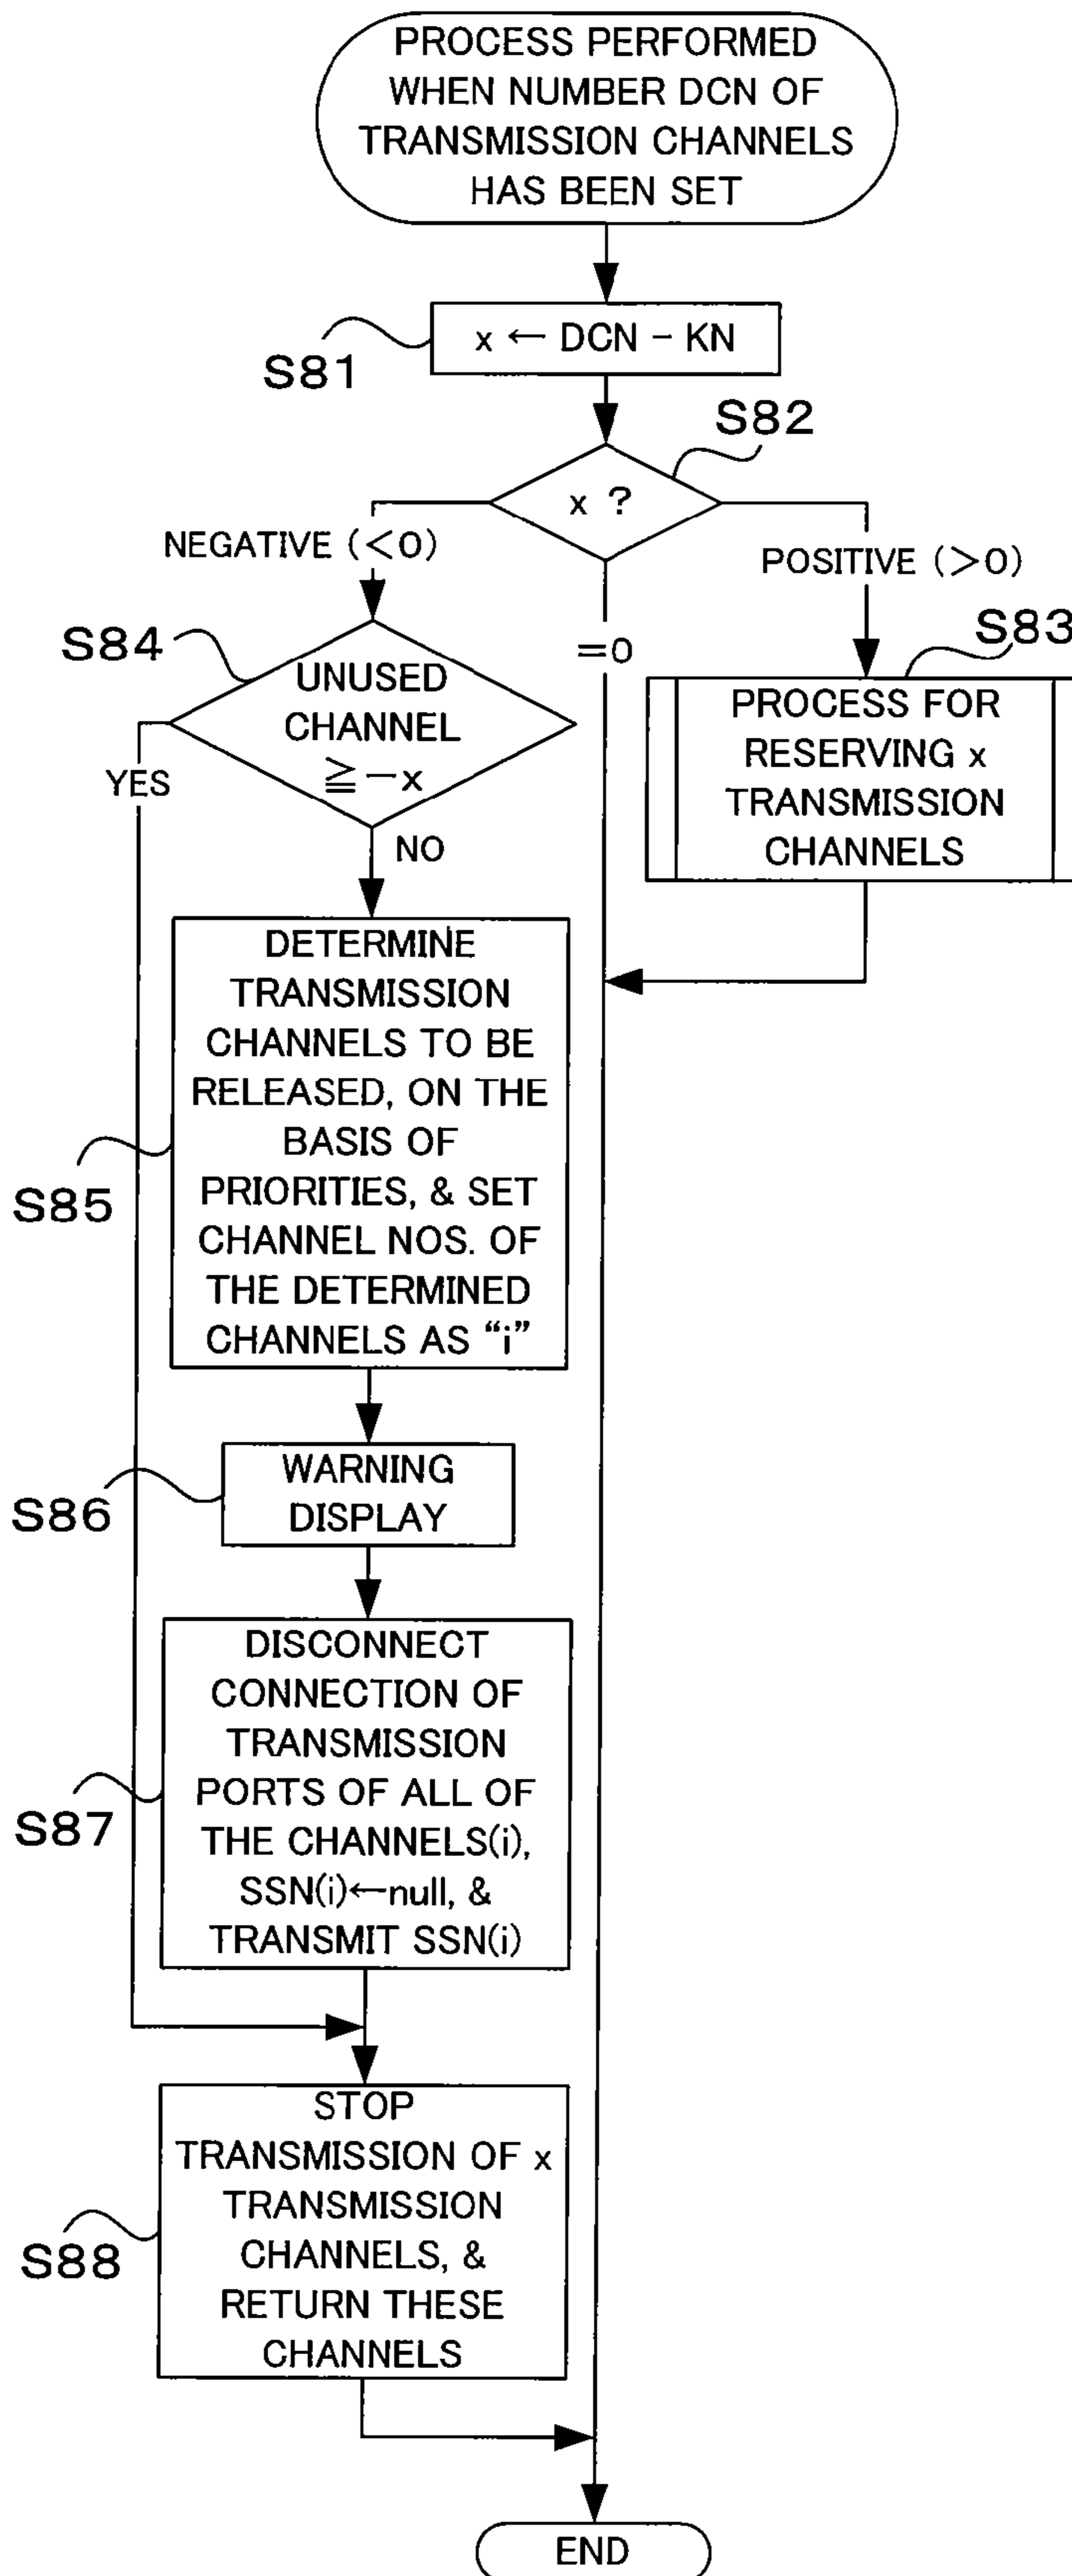 PROCESS PERFORMED
WHEN NUMBER DCN OF
TRANSMISSION CHANNELS
HAS BEEN SET
x ← DCN − KN
S81
S82
x ?
NEGATIVE (<0)
POSITIVE (>0)
=0
S84
UNUSED
CHANNEL
≧−x
YES
NO
S83
PROCESS FOR
RESERVING x
TRANSMISSION
CHANNELS
DETERMINE
TRANSMISSION
CHANNELS TO BE
RELEASED, ON THE
BASIS OF
PRIORITIES, & SET
CHANNEL NOS. OF
THE DETERMINED
CHANNELS AS “i”
S85
WARNING
DISPLAY
S86
DISCONNECT
CONNECTION OF
TRANSMISSION
PORTS OF ALL OF
THE CHANNELS(i),
SSN(i)←null, &
TRANSMIT SSN(i)
S87
STOP
TRANSMISSION OF x
TRANSMISSION
CHANNELS, &
RETURN THESE
CHANNELS
S88
END